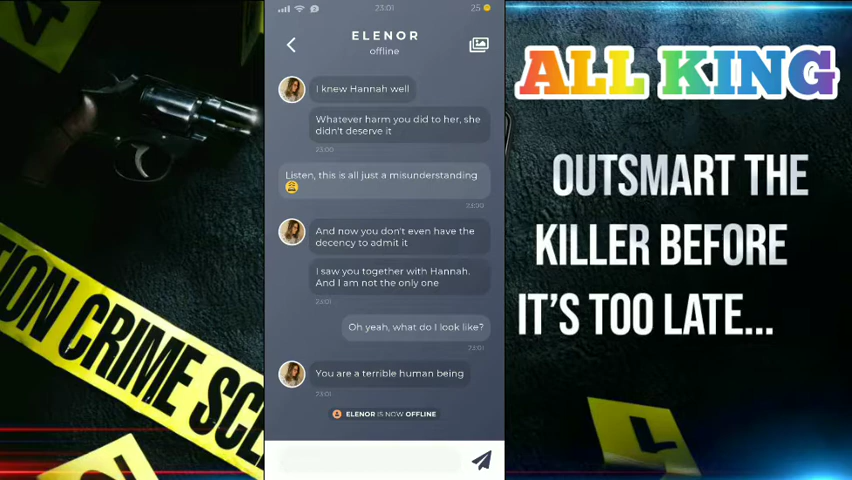 23.01
25
ELENOR
offline
I knew Hannah well
Whatever harm you did to her, she
didn't deserve it
23:00
Listen, this is all just a misunderstanding
23:00
And now you don't even have the
decency to admit it
I saw you together with Hannah.
And I am not the only one
23:01
Oh yeah, what do I look like?
23:01
You are a terrible human being
23:01
ELENOR IS NOW OFFLINE
ALL KING
OUTSMART THE
KILLER BEFORE
IT'S TOO LATE...
TION CRIME SCE
4